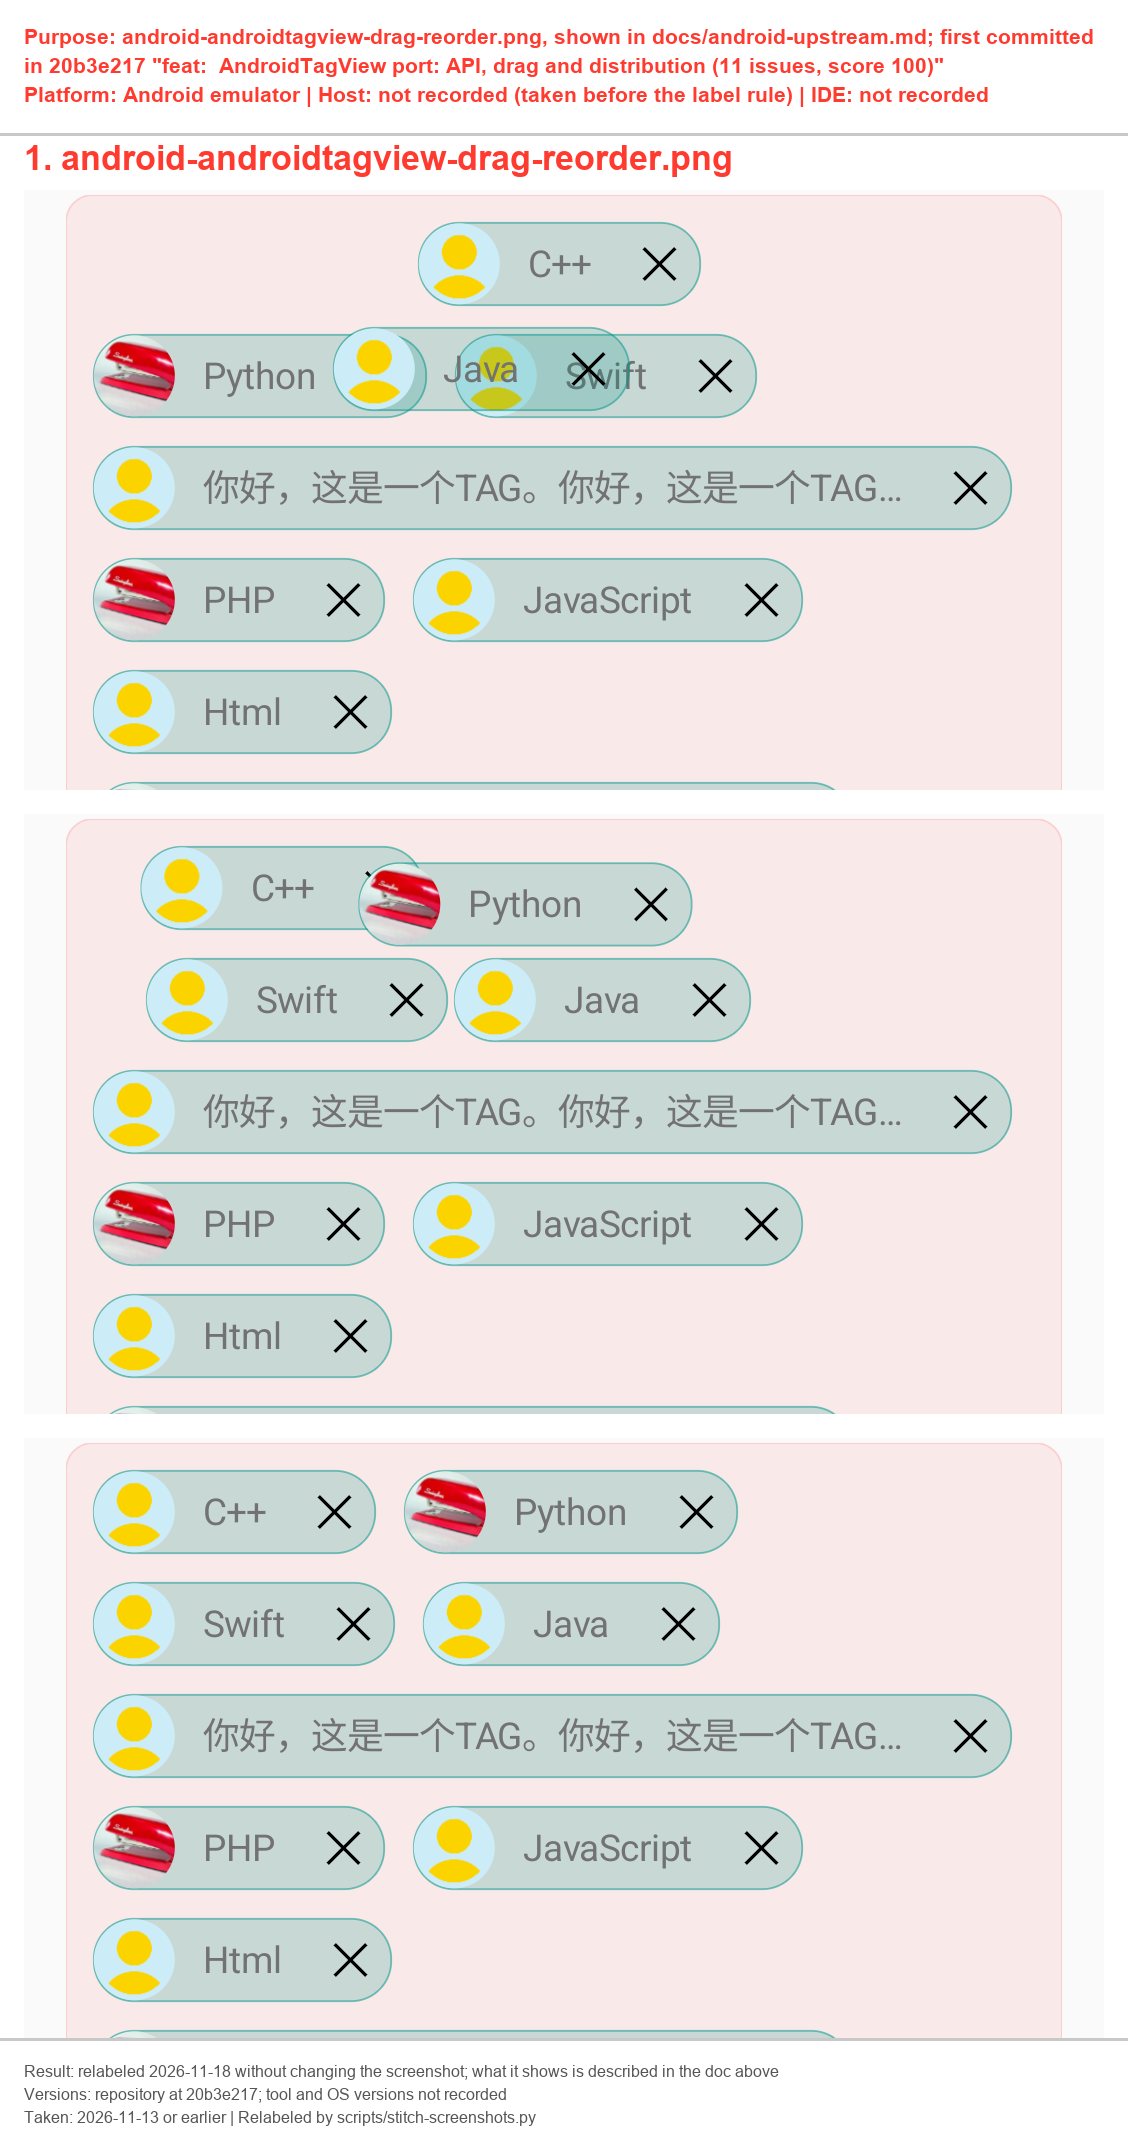 Purpose: android-androidtagview-drag-reorder.png, shown in docs/android-upstream.md; first committed
in 20b3e217 "feat:  AndroidTagView port: API, drag and distribution (11 issues, score 100)"
Platform: Android emulator | Host: not recorded (taken before the label rule) | IDE: not recorded
1. android-androidtagview-drag-reorder.png
C++
Python Java Swift
你好，这是一个TAG。你好，这是一个TAG...
PHP JavaScript
Html
C++ Python
Swift Java
你好，这是一个TAG。你好，这是一个TAG...
PHP JavaScript
Html
C++ Python
Swift Java
你好，这是一个TAG。你好，这是一个TAG...
PHP JavaScript
Html
Result: relabeled 2026-11-18 without changing the screenshot; what it shows is described in the doc above
Versions: repository at 20b3e217; tool and OS versions not recorded
Taken: 2026-11-13 or earlier | Relabeled by scripts/stitch-screenshots.py